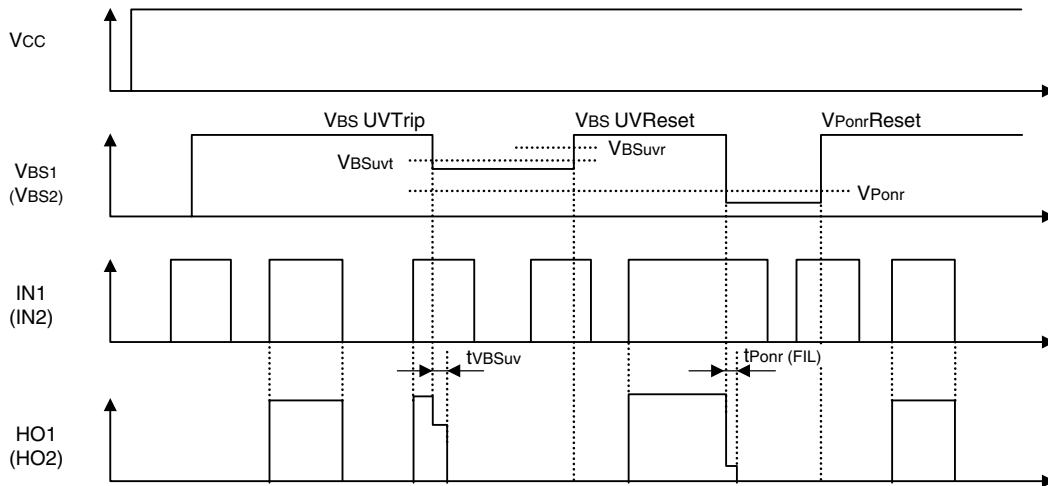 VCC
VBS UVTrip
VBS UVReset
VPonrReset
VBSuvt
VBSuvr
VBS1
(VBS2)
VPonr
IN1
(IN2)
tVBSuv
tPonr (FIL)
HO1
(HO2)